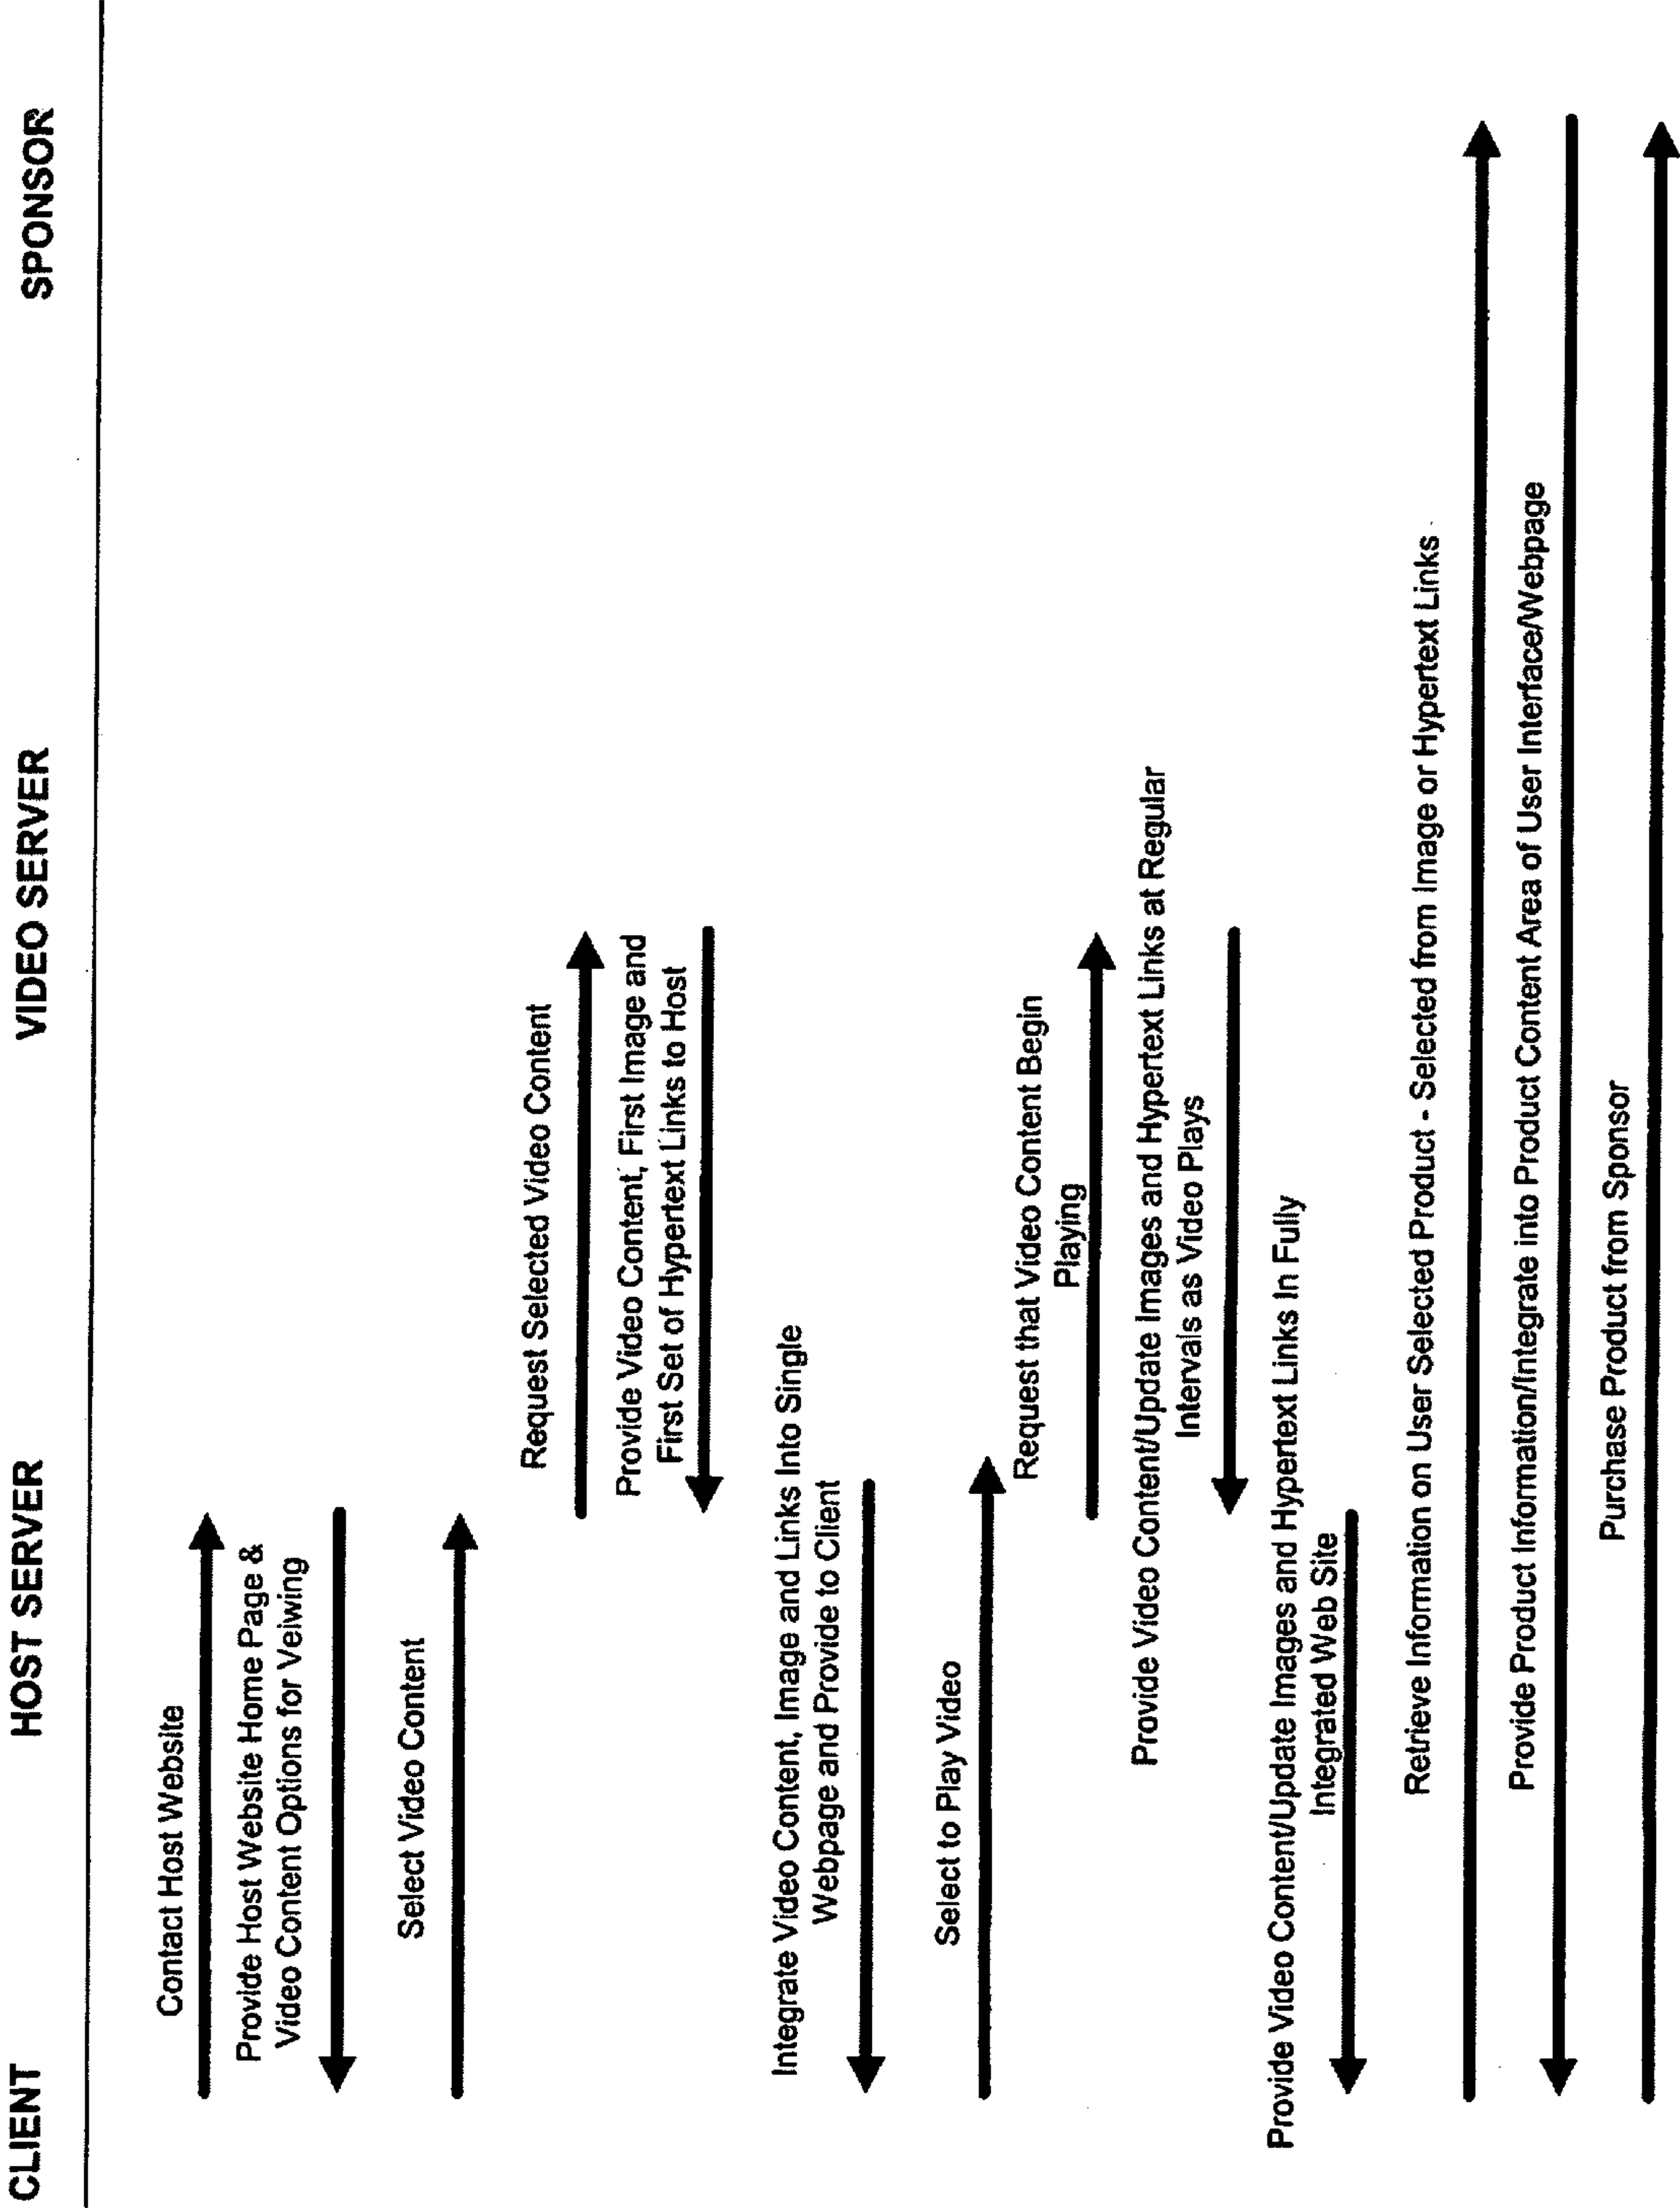 CLIENT HOST SERVER VIDEO SERVER SPONSOR
Contact Host Website
Provide Host Website Home Page &
Video Content Options for Veiwing
Select Video Content
Request Selected Video Content
Provide Video Content, First Image and
First Set of Hypertext Links to Host
Integrate Video Content, Image and Links Into Single
Webpage and Provide to Client
Select to Play Video
Request that Video Content Begin
Playing
Provide Video Content/Update Images and Hypertext Links at Regular
Intervals as Video Plays
Provide Video Content/Update Images and Hypertext Links In Fully
Integrated Web Site
Retrieve Information on User Selected Product - Selected from Image or Hypertext Links
Provide Product Information/Integrate into Product Content Area of User Interface/Webpage
Purchase Product from Sponsor